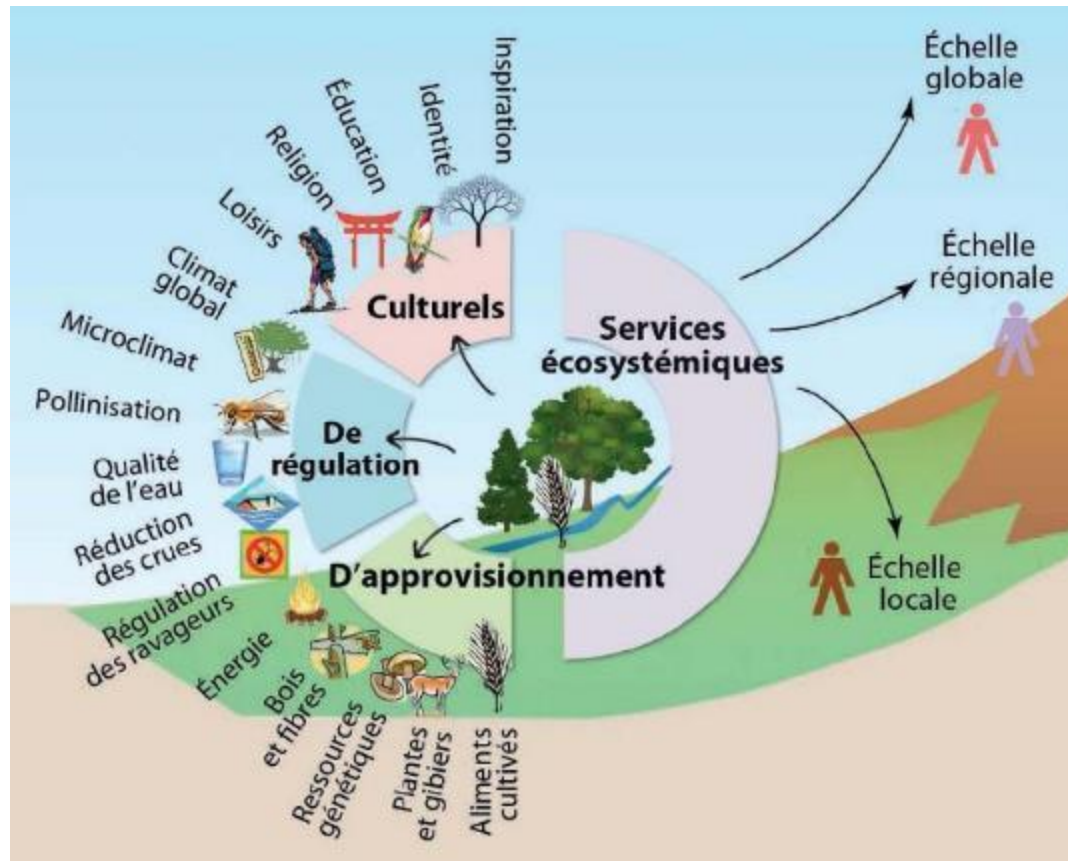 Inspiration
Identité
Éducation
Religion
Loisirs
Climat
global
Microclimat
Pollinisation
Qualité
de l'eau
Réduction
des crues
Régulation
des ravageurs
Énergie
Bois
et fibres
Ressources
génétiques
Plantes
et gibiers
Aliments
cultivés
Culturels
De
régulation
D'approvisionnement
Services
écosystémiques
Échelle
globale
Échelle
régionale
Échelle
locale